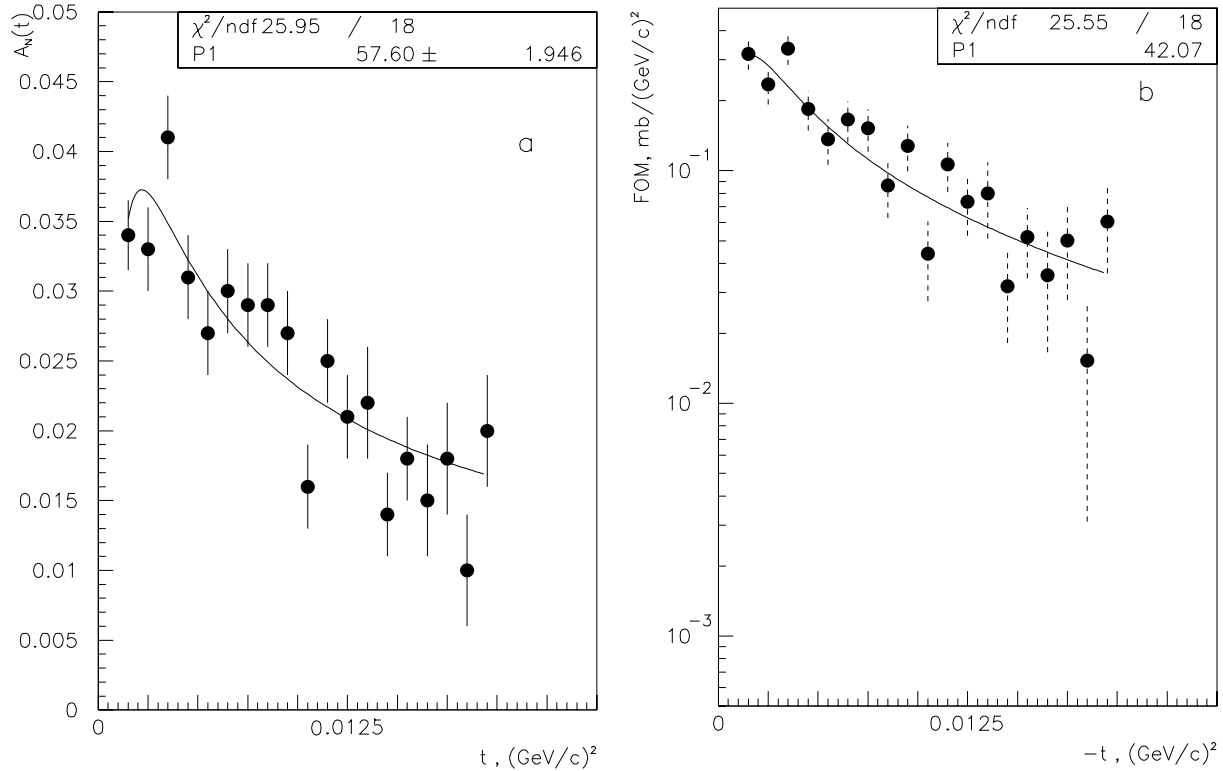 A_N(t)
χ²/ndf 25.95 / 18
P1 57.60 ± 1.946
a
0.05
0.045
0.04
0.035
0.03
0.025
0.02
0.015
0.01
0.005
0
0 0.0125
t , (GeV/c)²
FOM, mb/(GeV/c)²
χ²/ndf 25.55 / 18
P1 42.07
b
10⁻¹
10⁻²
10⁻³
0 0.0125
−t , (GeV/c)²